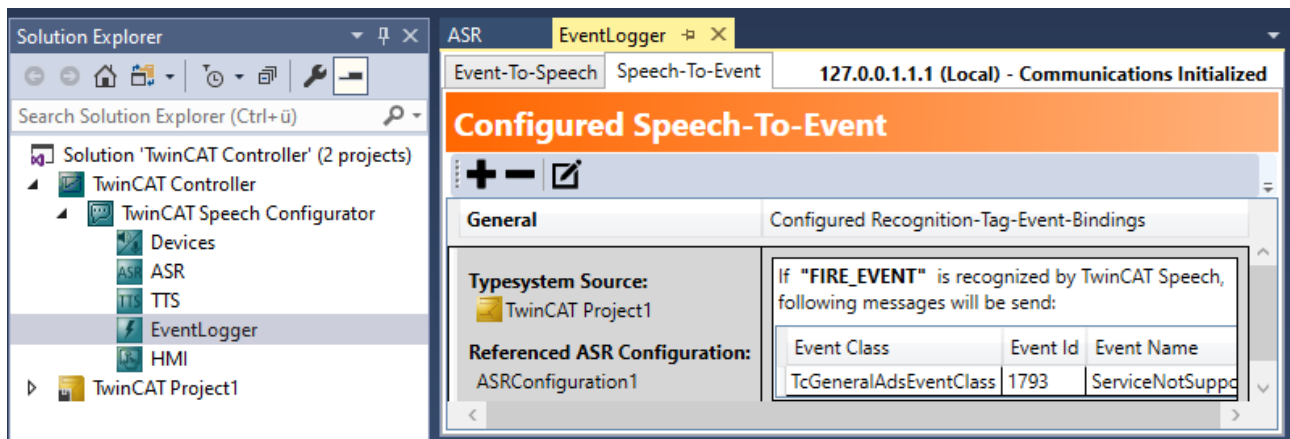 Solution Explorer
Search Solution Explorer (Ctrl+ü)
Solution 'TwinCAT Controller' (2 projects)
TwinCAT Controller
TwinCAT Speech Configurator
Devices
ASR ASR
TTS TTS
EventLogger
HMI
TwinCAT Project1
ASR EventLogger
Event-To-Speech Speech-To-Event 127.0.0.1.1.1 (Local) - Communications Initialized
Configured Speech-To-Event
General Configured Recognition-Tag-Event-Bindings
Typesystem Source:
TwinCAT Project1
Referenced ASR Configuration:
ASRConfiguration1
If "FIRE_EVENT" is recognized by TwinCAT Speech,
following messages will be send:
Event Class Event Id Event Name
TcGeneralAdsEventClass 1793 ServiceNotSuppo